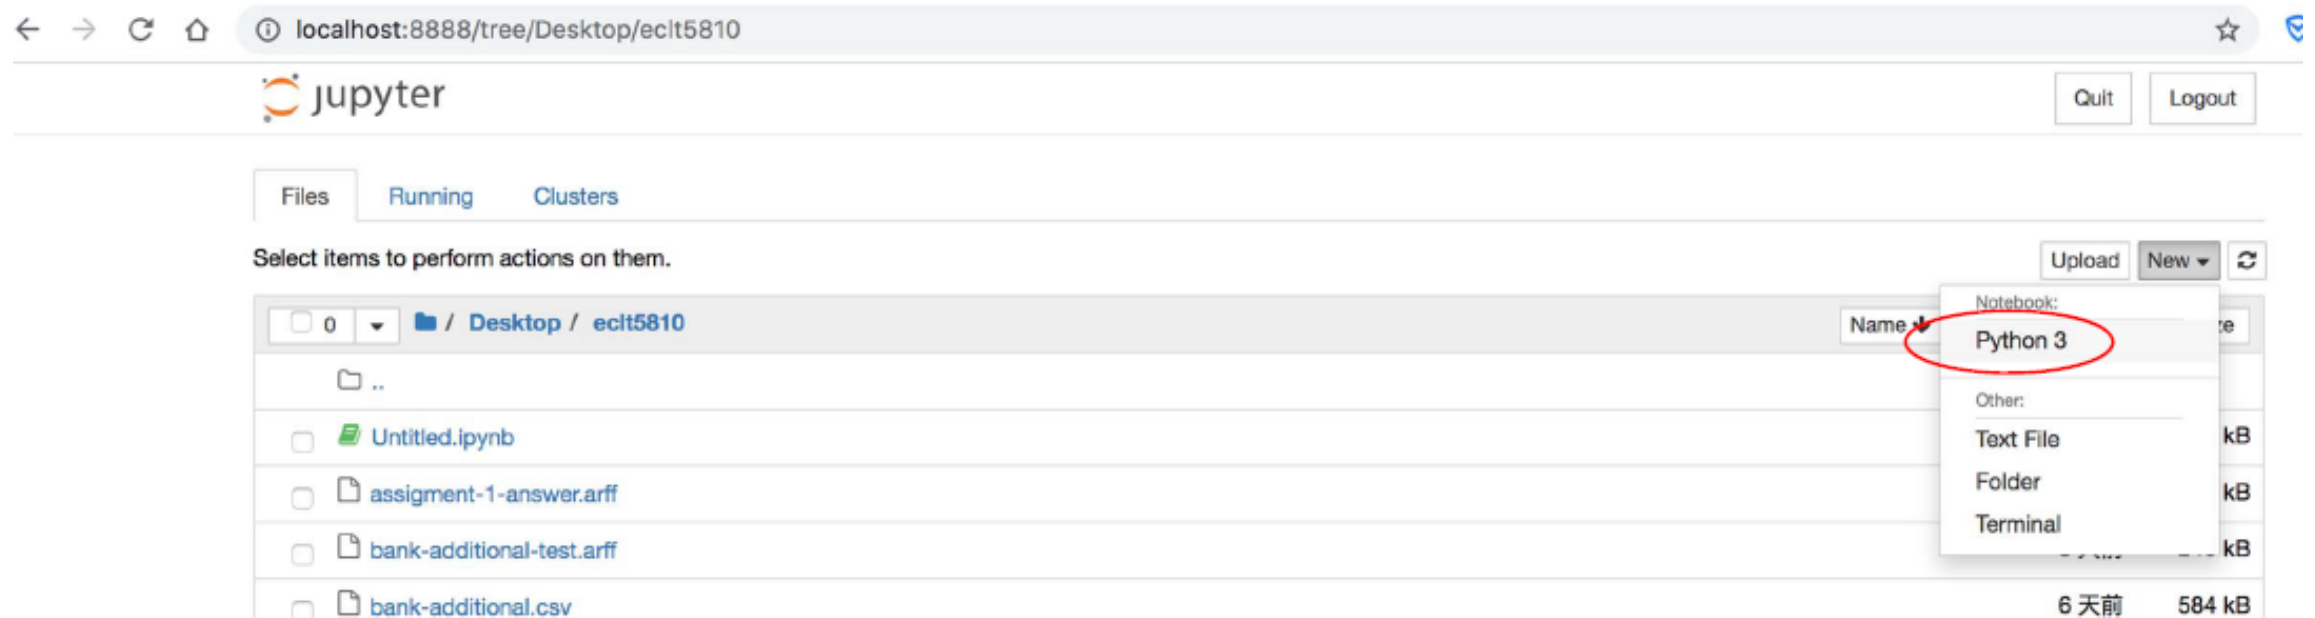 localhost:8888/tree/Desktop/eclt5810
jupyter
Quit Logout
Files Running Clusters
Select items to perform actions on them.
Upload New
0 / Desktop / eclt5810 Name
Notebook:
Python 3
..
Other:
Untitled.ipynb kB
Text File
assigment-1-answer.arff kB
Folder
Terminal
bank-additional-test.arff kB
bank-additional.csv 6 天前 584 kB